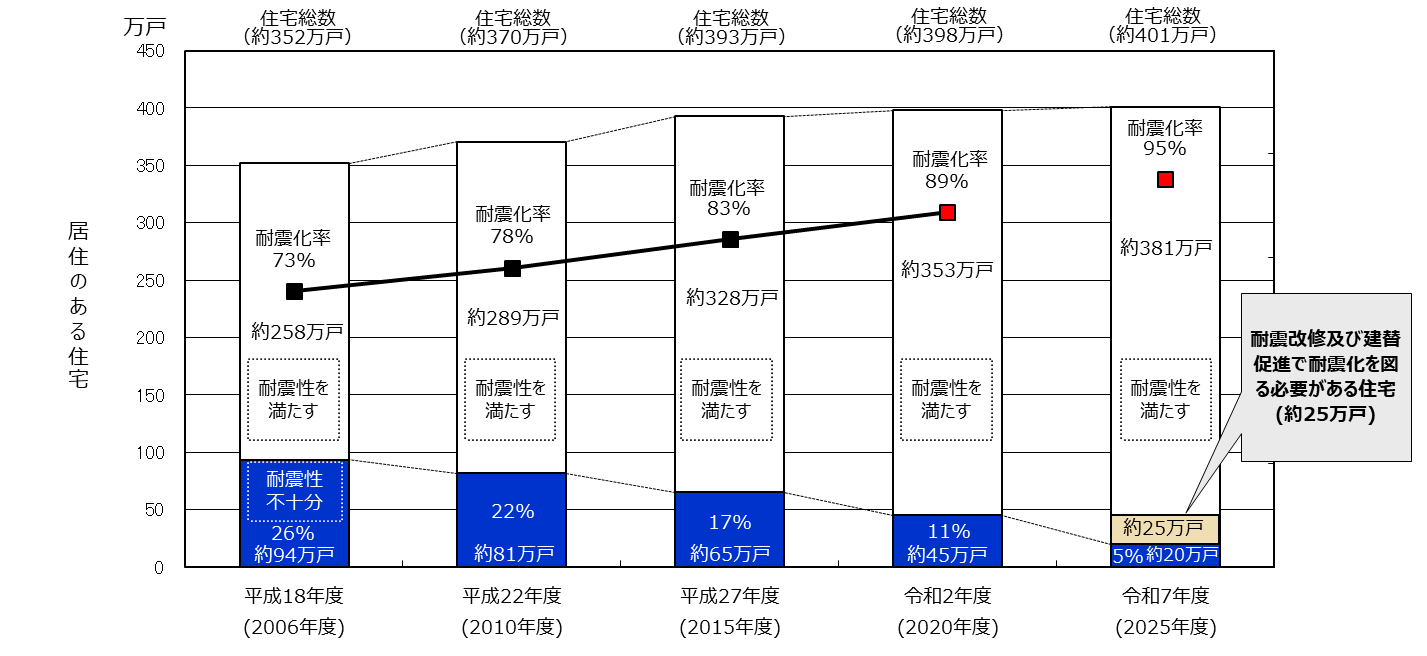 万戸
住宅総数
(約352万戸)
住宅総数
(約370万戸)
住宅総数
(約393万戸)
住宅総数
(約398万戸)
住宅総数
(約401万戸)
450
400
350
300
250
200
150
100
50
0
居住のある住宅
耐震化率
73%
約258万戸
耐震性を
満たす
耐震性
不十分
26%
約94万戸
耐震化率
78%
約289万戸
耐震性を
満たす
22%
約81万戸
耐震化率
83%
約328万戸
耐震性を
満たす
17%
約65万戸
耐震化率
89%
約353万戸
耐震性を
満たす
11%
約45万戸
耐震化率
95%
約381万戸
耐震性を
満たす
約25万戸
5% 約20万戸
耐震改修及び建替
促進で耐震化を図
る必要がある住宅
(約25万戸)
平成18年度
(2006年度)
平成22年度
(2010年度)
平成27年度
(2015年度)
令和2年度
(2020年度)
令和7年度
(2025年度)